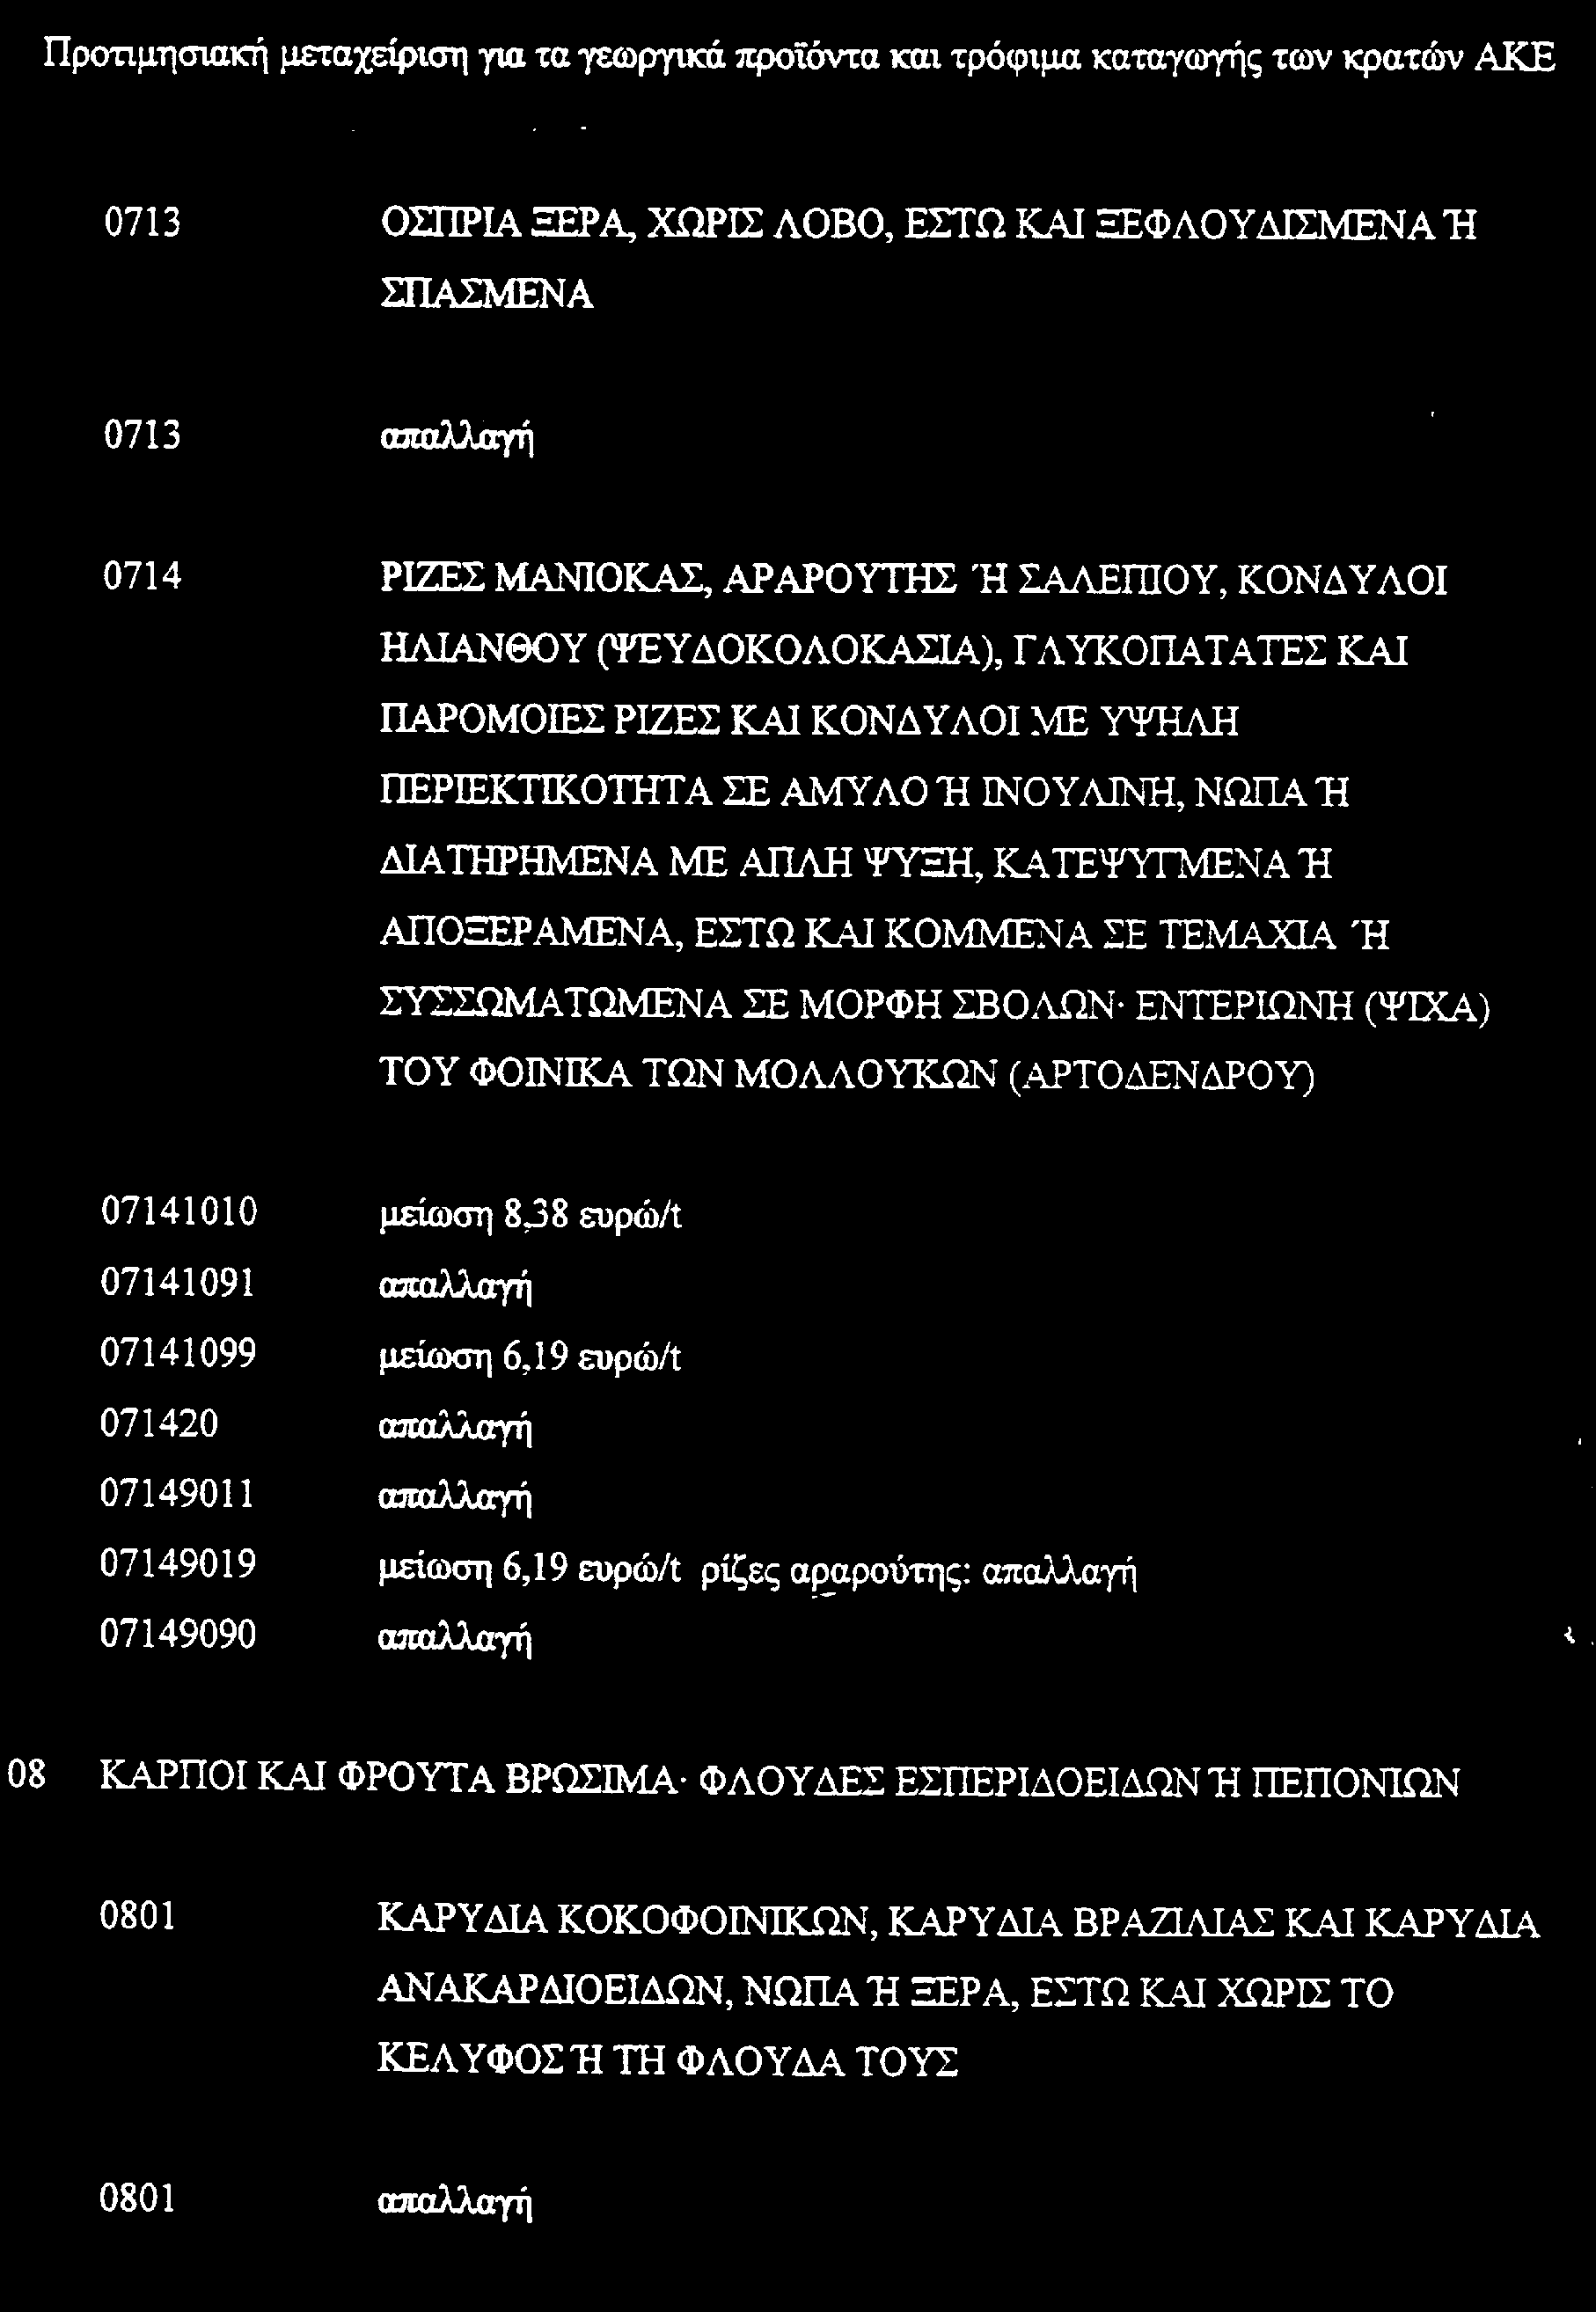 Προτιμησιακή μεταχείριση για τα γεωργικά προϊόντα και τρόφιμα καταγωγής των κρατών ΑΚΕ
0713 ΟΣΠΡΙΑ ΞΕΡΑ, ΧΩΡΙΣ ΛΟΒΟ, ΕΣΤΩ ΚΑΙ ΞΕΦΛΟΥΔΙΣΜΕΝΑ Ή
ΣΠΑΣΜΕΝΑ
0713 απαλλαγή
0714 ΡΙΖΕΣ ΜΑΝΙΟΚΑΣ, ΑΡΑΡΟΥΤΗΣ Ή ΣΑΛΕΠΙΟΥ, ΚΟΝΔΥΛΟΙ
ΗΛΙΑΝΘΟΥ (ΨΕΥΔΟΚΟΛΟΚΑΣΙΑ), ΓΛΥΚΟΠΑΤΑΤΕΣ ΚΑΙ
ΠΑΡΟΜΟΙΕΣ ΡΙΖΕΣ ΚΑΙ ΚΟΝΔΥΛΟΙ ΜΕ ΥΨΗΛΗ
ΠΕΡΙΕΚΤΙΚΟΤΗΤΑ ΣΕ ΑΜΥΛΟ Ή ΙΝΟΥΛΙΝΗ, ΝΩΠΑ Ή
ΔΙΑΤΗΡΗΜΕΝΑ ΜΕ ΑΠΛΗ ΨΥΞΗ, ΚΑΤΕΨΥΓΜΕΝΑ Ή
ΑΠΟΞΕΡΑΜΕΝΑ, ΕΣΤΩ ΚΑΙ ΚΟΜΜΕΝΑ ΣΕ ΤΕΜΑΧΙΑ Ή
ΣΥΣΣΩΜΑΤΩΜΕΝΑ ΣΕ ΜΟΡΦΗ ΣΒΟΛΩΝ· ΕΝΤΕΡΙΩΝΗ (ΨΙΧΑ)
ΤΟΥ ΦΟΙΝΙΚΑ ΤΩΝ ΜΟΛΛΟΥΚΩΝ (ΑΡΤΟΔΕΝΔΡΟΥ)
07141010 μείωση 8,38 ευρώ/t
07141091 απαλλαγή
07141099 μείωση 6,19 ευρώ/t
071420 απαλλαγή
07149011 απαλλαγή
07149019 μείωση 6,19 ευρώ/t ρίζες αραρούτης: απαλλαγή
07149090 απαλλαγή
08 ΚΑΡΠΟΙ ΚΑΙ ΦΡΟΥΤΑ ΒΡΩΣΙΜΑ· ΦΛΟΥΔΕΣ ΕΣΠΕΡΙΔΟΕΙΔΩΝ Ή ΠΕΠΟΝΙΩΝ
0801 ΚΑΡΥΔΙΑ ΚΟΚΟΦΟΙΝΙΚΩΝ, ΚΑΡΥΔΙΑ ΒΡΑΖΙΛΙΑΣ ΚΑΙ ΚΑΡΥΔΙΑ
ΑΝΑΚΑΡΔΙΟΕΙΔΩΝ, ΝΩΠΑ Ή ΞΕΡΑ, ΕΣΤΩ ΚΑΙ ΧΩΡΙΣ ΤΟ
ΚΕΛΥΦΟΣ Ή ΤΗ ΦΛΟΥΔΑ ΤΟΥΣ
0801 απαλλαγή